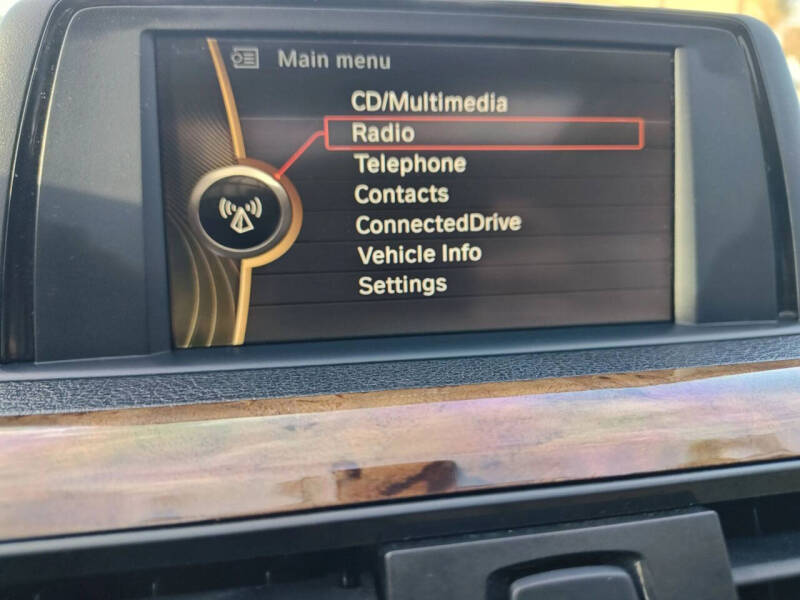 Main menu
CD/Multimedia
Radio
Telephone
Contacts
ConnectedDrive
Vehicle Info
Settings